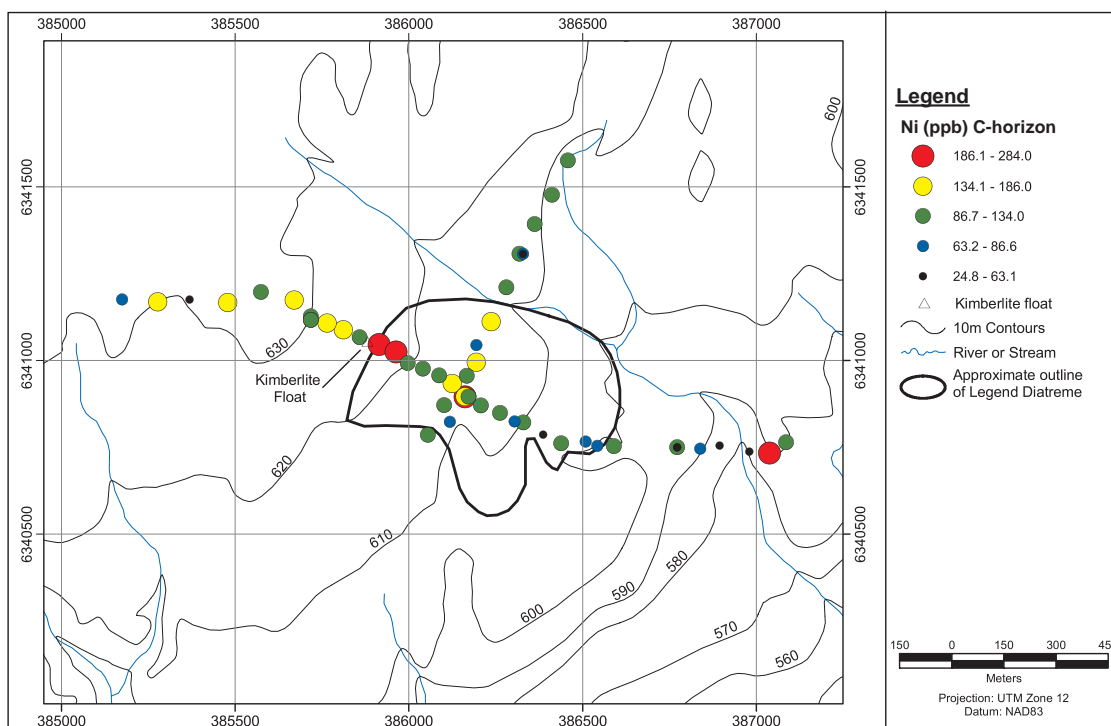 385000
385500
386000
386500
387000
6341500
6341000
6340500
6341500
6341000
6340500
600
630
620
610
600
590
580
570
560
Kimberlite
Float
385000
385500
386000
386500
387000
Legend
Ni (ppb) C-horizon
186.1 - 284.0
134.1 - 186.0
86.7 - 134.0
63.2 - 86.6
24.8 - 63.1
Kimberlite float
10m Contours
River or Stream
Approximate outline
of Legend Diatreme
150 0 150 300 45
Meters
Projection: UTM Zone 12
Datum: NAD83